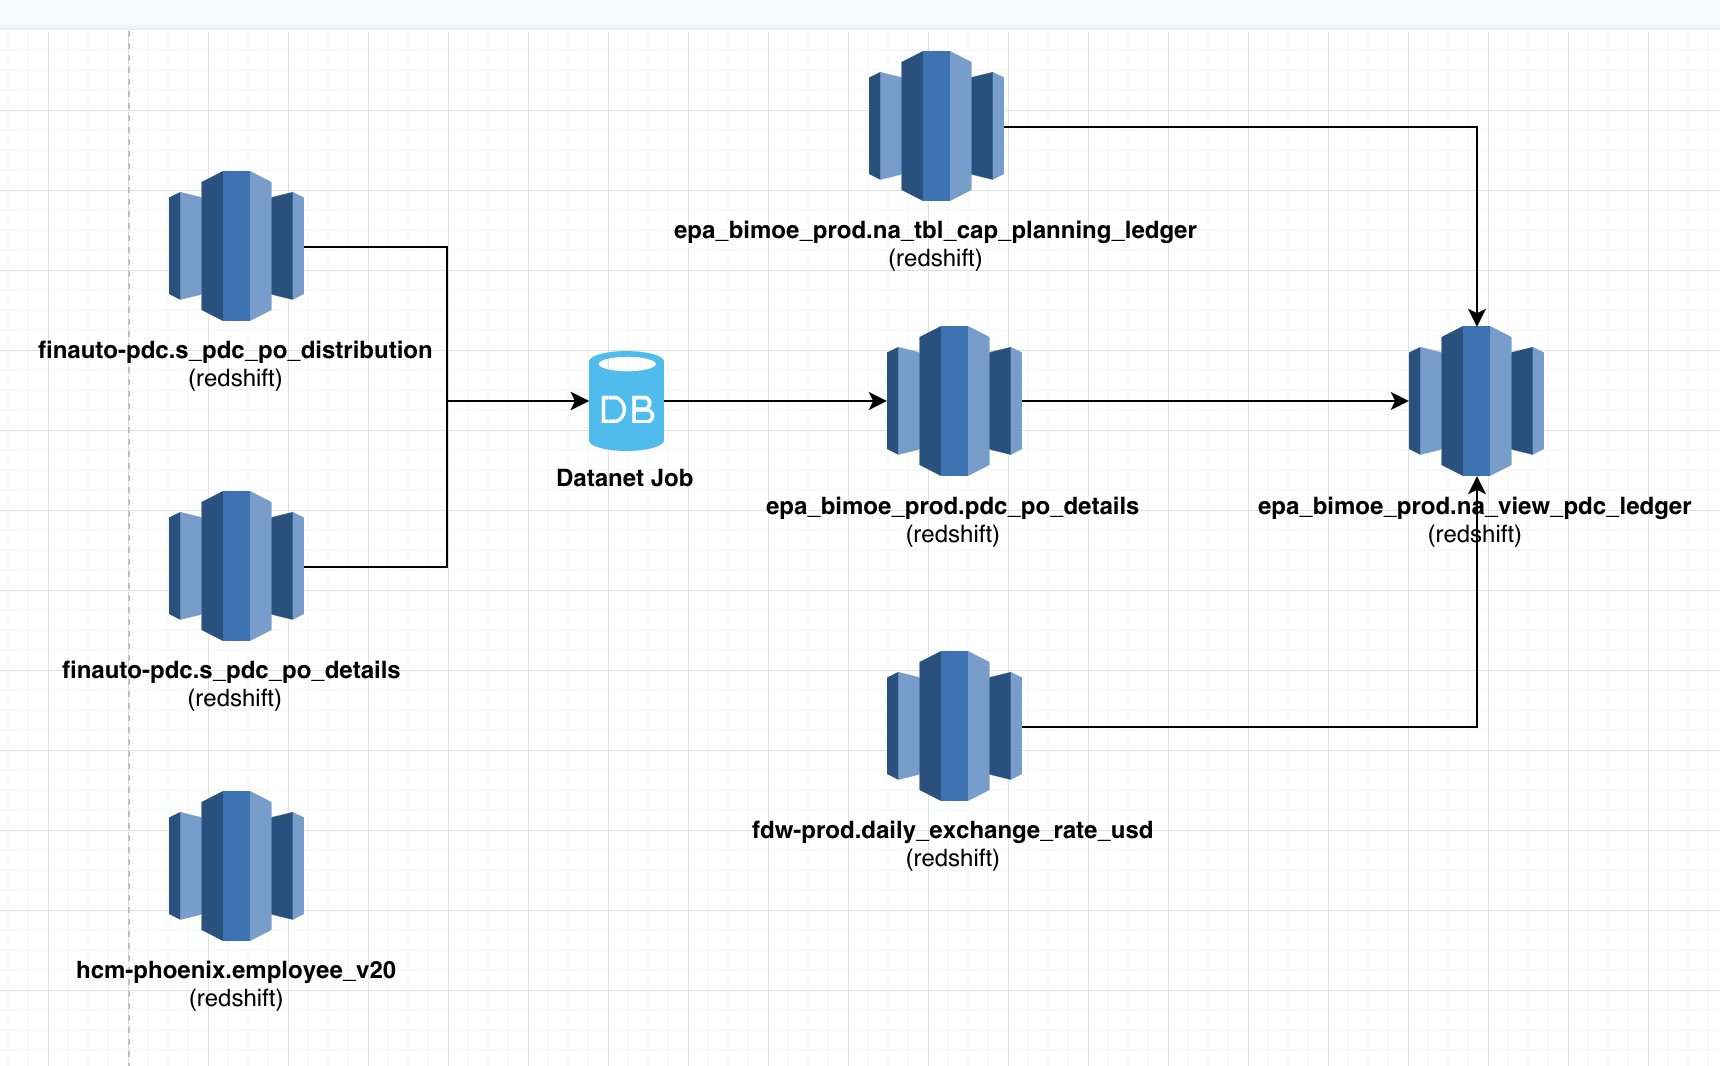 epa_bimoe_prod.na_tbl_cap_planning_ledger
(redshift)
finauto-pdc.s_pdc_po_distribution
(redshift)
DB
Datanet Job
epa_bimoe_prod.pdc_po_details
(redshift)
epa_bimoe_prod.na_view_pdc_ledger
(redshift)
finauto-pdc.s_pdc_po_details
(redshift)
fdw-prod.daily_exchange_rate_usd
(redshift)
hcm-phoenix.employee_v20
(redshift)